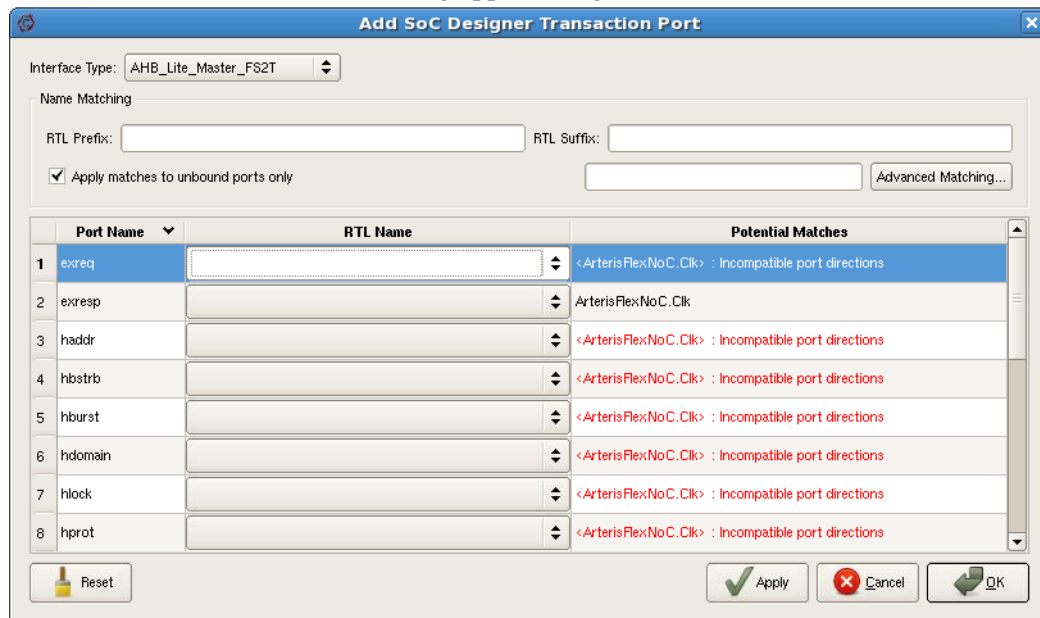 Add SoC Designer Transaction Port
Interface Type: AHB_Lite_Master_FS2T
Name Matching
RTL Prefix: RTL Suffix:
Apply matches to unbound ports only Advanced Matching...
Port Name RTL Name Potential Matches
1 exreq <ArterisFlexNoC.Clk> : Incompatible port directions
2 exresp ArterisFlexNoC.Clk
3 haddr <ArterisFlexNoC.Clk> : Incompatible port directions
4 hbstrb <ArterisFlexNoC.Clk> : Incompatible port directions
5 hburst <ArterisFlexNoC.Clk> : Incompatible port directions
6 hdomain <ArterisFlexNoC.Clk> : Incompatible port directions
7 hlock <ArterisFlexNoC.Clk> : Incompatible port directions
8 hprot <ArterisFlexNoC.Clk> : Incompatible port directions
Reset Apply Cancel OK